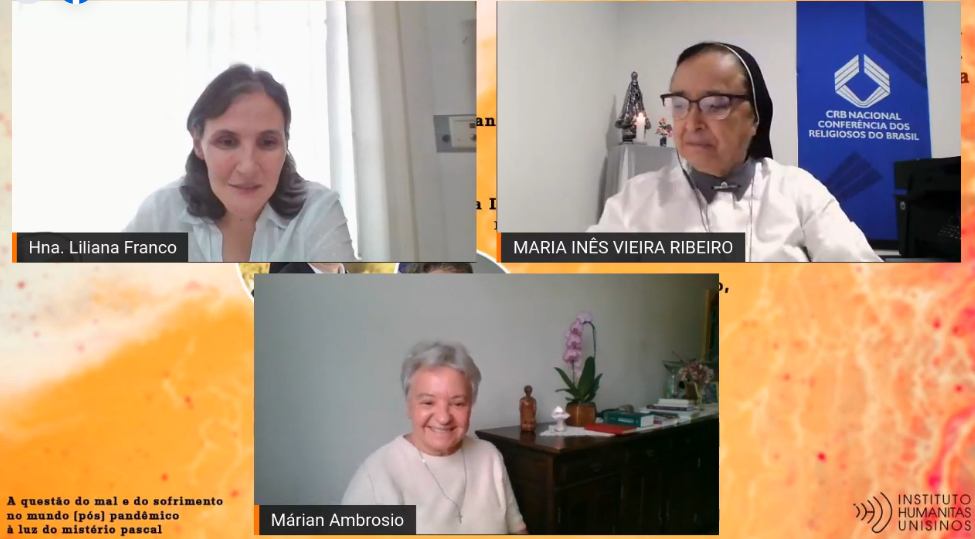 CRB NACIONAL
CONFERÊNCIA DOS
RELIGIOSOS DO BRASIL
Hna. Liliana Franco
MARIA INÊS VIEIRA RIBEIRO
Márian Ambrosio
A questão do mal e do sofrimento
no mundo [pós] pandêmico
à luz do mistério pascal
INSTITUTO
HUMANITAS
UNISINOS